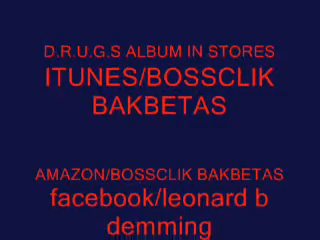 D.R.U.G.S ALBUM IN STORES
ITUNES/BOSSCLIK
BAKBETAS
AMAZON/BOSSCLIK BAKBETAS
facebook/leonard b
demming